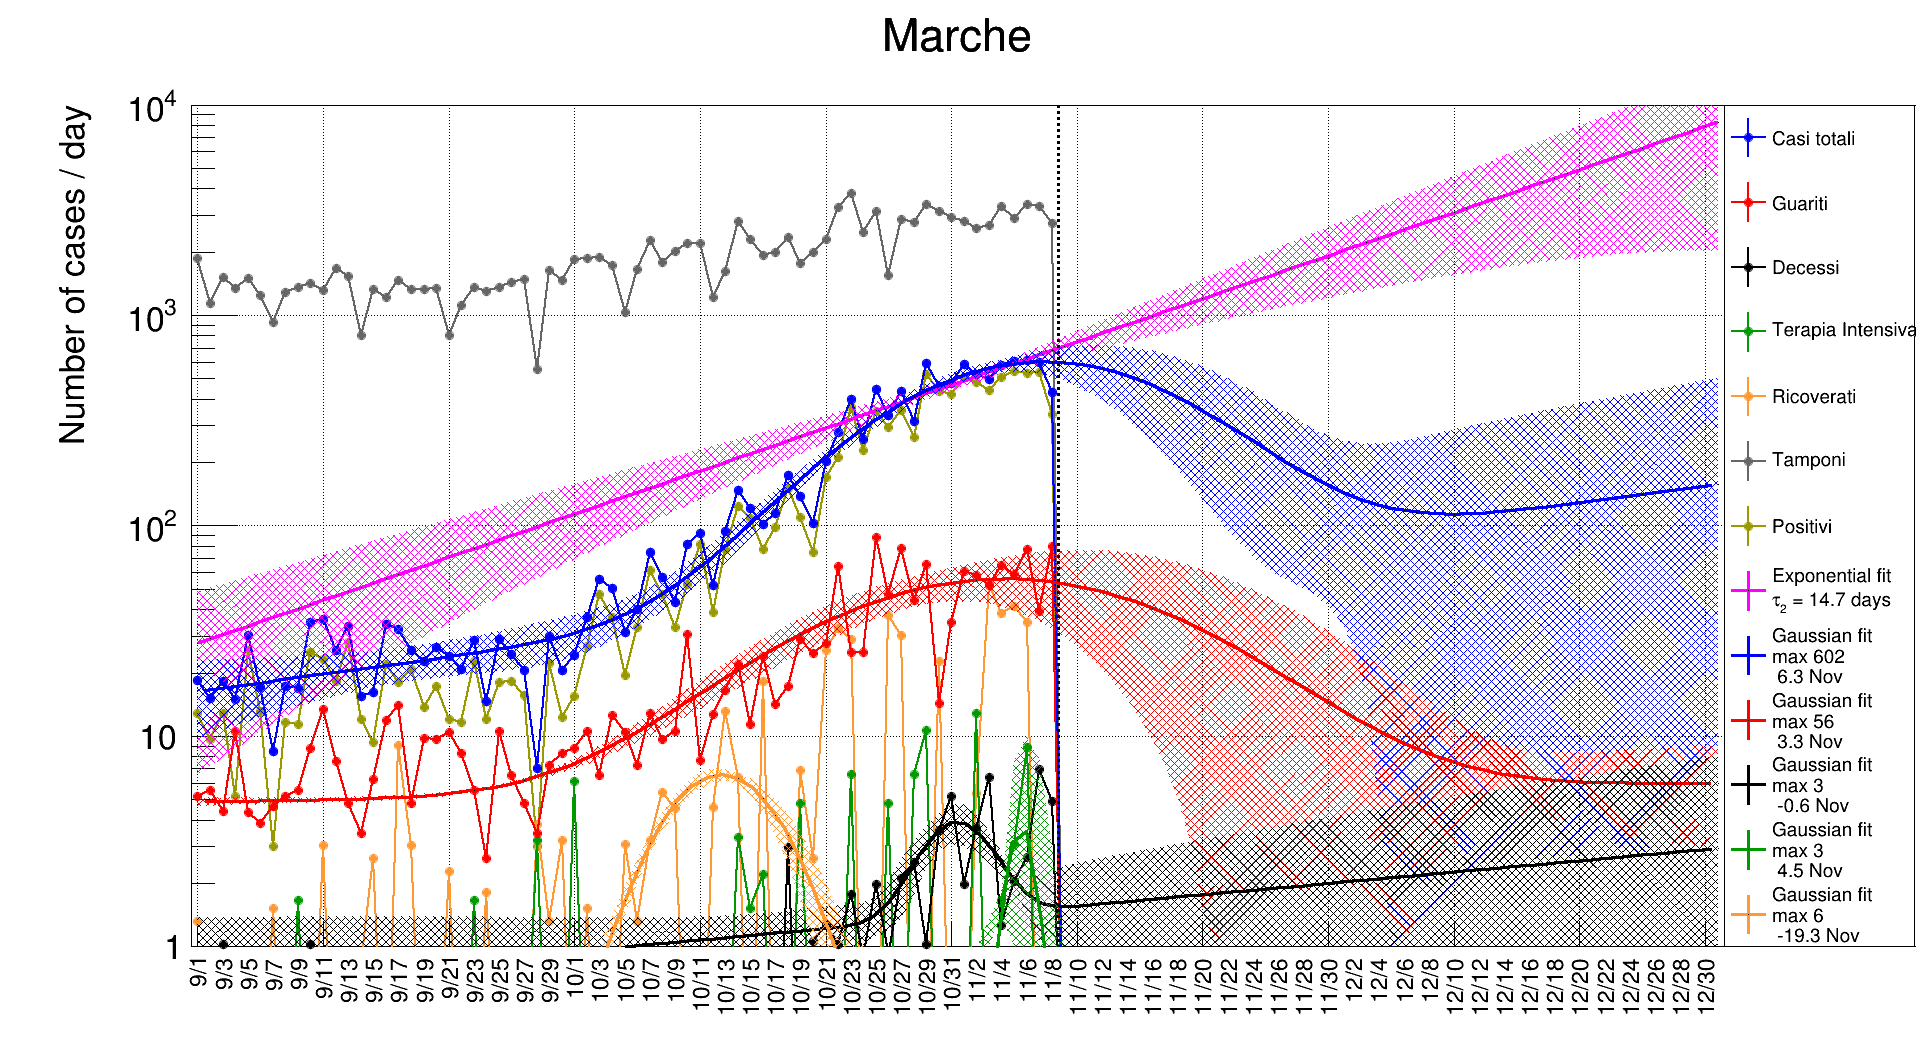 Marche
Number of cases / day
10⁴
10³
10²
10
1
9/1
9/3
9/5
9/7
9/9
9/11
9/13
9/15
9/17
9/19
9/21
9/23
9/25
9/27
9/29
10/1
10/3
10/5
10/7
10/9
10/11
10/13
10/15
10/17
10/19
10/21
10/23
10/25
10/27
10/29
10/31
11/2
11/4
11/6
11/8
11/10
11/12
11/14
11/16
11/18
11/20
11/22
11/24
11/26
11/28
11/30
12/2
12/4
12/6
12/8
12/10
12/12
12/14
12/16
12/18
12/20
12/22
12/24
12/26
12/28
12/30
Casi totali
Guariti
Decessi
Terapia Intensiva
Ricoverati
Tamponi
Positivi
Exponential fit
τ₂ = 14.7 days
Gaussian fit
max 602
6.3 Nov
Gaussian fit
max 56
3.3 Nov
Gaussian fit
max 3
-0.6 Nov
Gaussian fit
max 3
4.5 Nov
Gaussian fit
max 6
-19.3 Nov